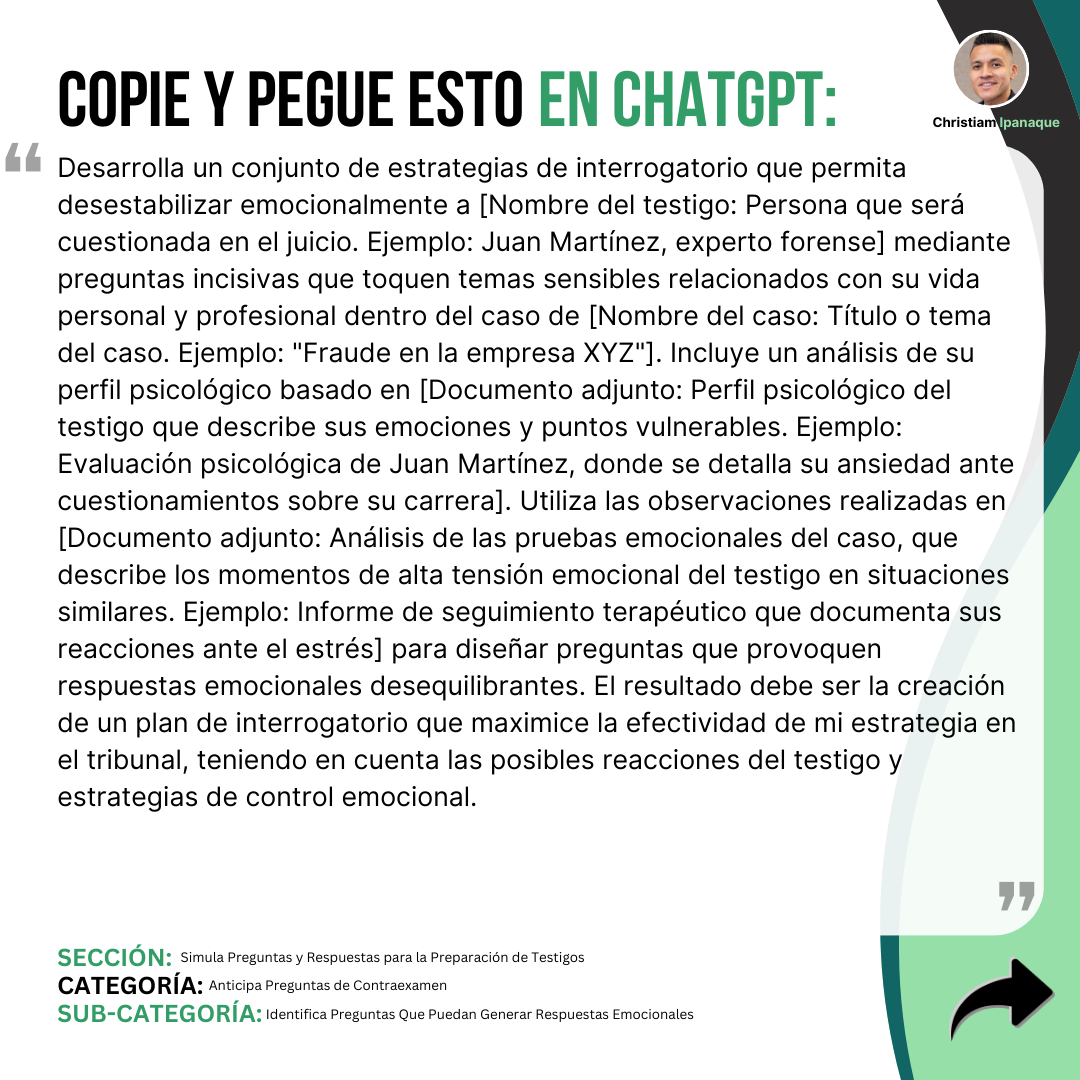 COPIE Y PEGUE ESTO EN CHATGPT:
Christiam Ipanaque
“
Desarrolla un conjunto de estrategias de interrogatorio que permita
desestabilizar emocionalmente a [Nombre del testigo: Persona que será
cuestionada en el juicio. Ejemplo: Juan Martínez, experto forense] mediante
preguntas incisivas que toquen temas sensibles relacionados con su vida
personal y profesional dentro del caso de [Nombre del caso: Título o tema
del caso. Ejemplo: "Fraude en la empresa XYZ"]. Incluye un análisis de su
perfil psicológico basado en [Documento adjunto: Perfil psicológico del
testigo que describe sus emociones y puntos vulnerables. Ejemplo:
Evaluación psicológica de Juan Martínez, donde se detalla su ansiedad ante
cuestionamientos sobre su carrera]. Utiliza las observaciones realizadas en
[Documento adjunto: Análisis de las pruebas emocionales del caso, que
describe los momentos de alta tensión emocional del testigo en situaciones
similares. Ejemplo: Informe de seguimiento terapéutico que documenta sus
reacciones ante el estrés] para diseñar preguntas que provoquen
respuestas emocionales desequilibrantes. El resultado debe ser la creación
de un plan de interrogatorio que maximice la efectividad de mi estrategia en
el tribunal, teniendo en cuenta las posibles reacciones del testigo y
estrategias de control emocional.
”
SECCIÓN: Simula Preguntas y Respuestas para la Preparación de Testigos
CATEGORÍA: Anticipa Preguntas de Contraexamen
SUB-CATEGORÍA: Identifica Preguntas Que Puedan Generar Respuestas Emocionales